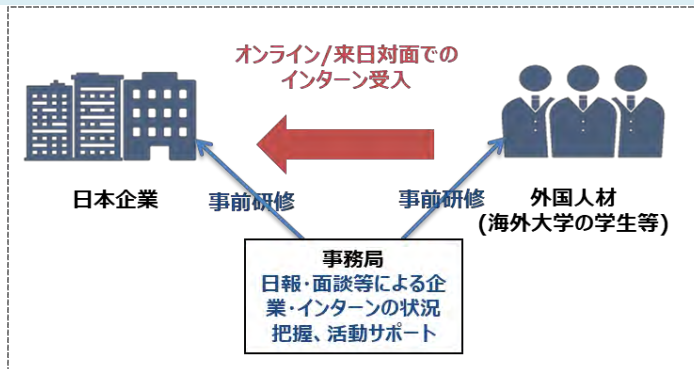 オンライン/来日対面での
インターン受入
日本企業
事前研修
事前研修
外国人材
(海外大学の学生等)
事務局
日報・面談等による企
業・インターンの状況
把握、活動サポート